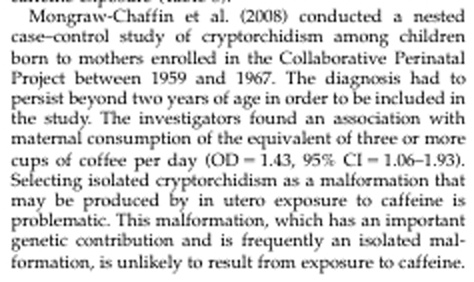 Mongraw-Chaffin et al. (2008) conducted a nested
case–control study of cryptorchidism among children
born to mothers enrolled in the Collaborative Perinatal
Project between 1959 and 1967. The diagnosis had to
persist beyond two years of age in order to be included in
the study. The investigators found an association with
maternal consumption of the equivalent of three or more
cups of coffee per day (OD = 1.43, 95% CI = 1.06–1.93).
Selecting isolated cryptorchidism as a malformation that
may be produced by in utero exposure to caffeine is
problematic. This malformation, which has an important
genetic contribution and is frequently an isolated mal-
formation, is unlikely to result from exposure to caffeine.